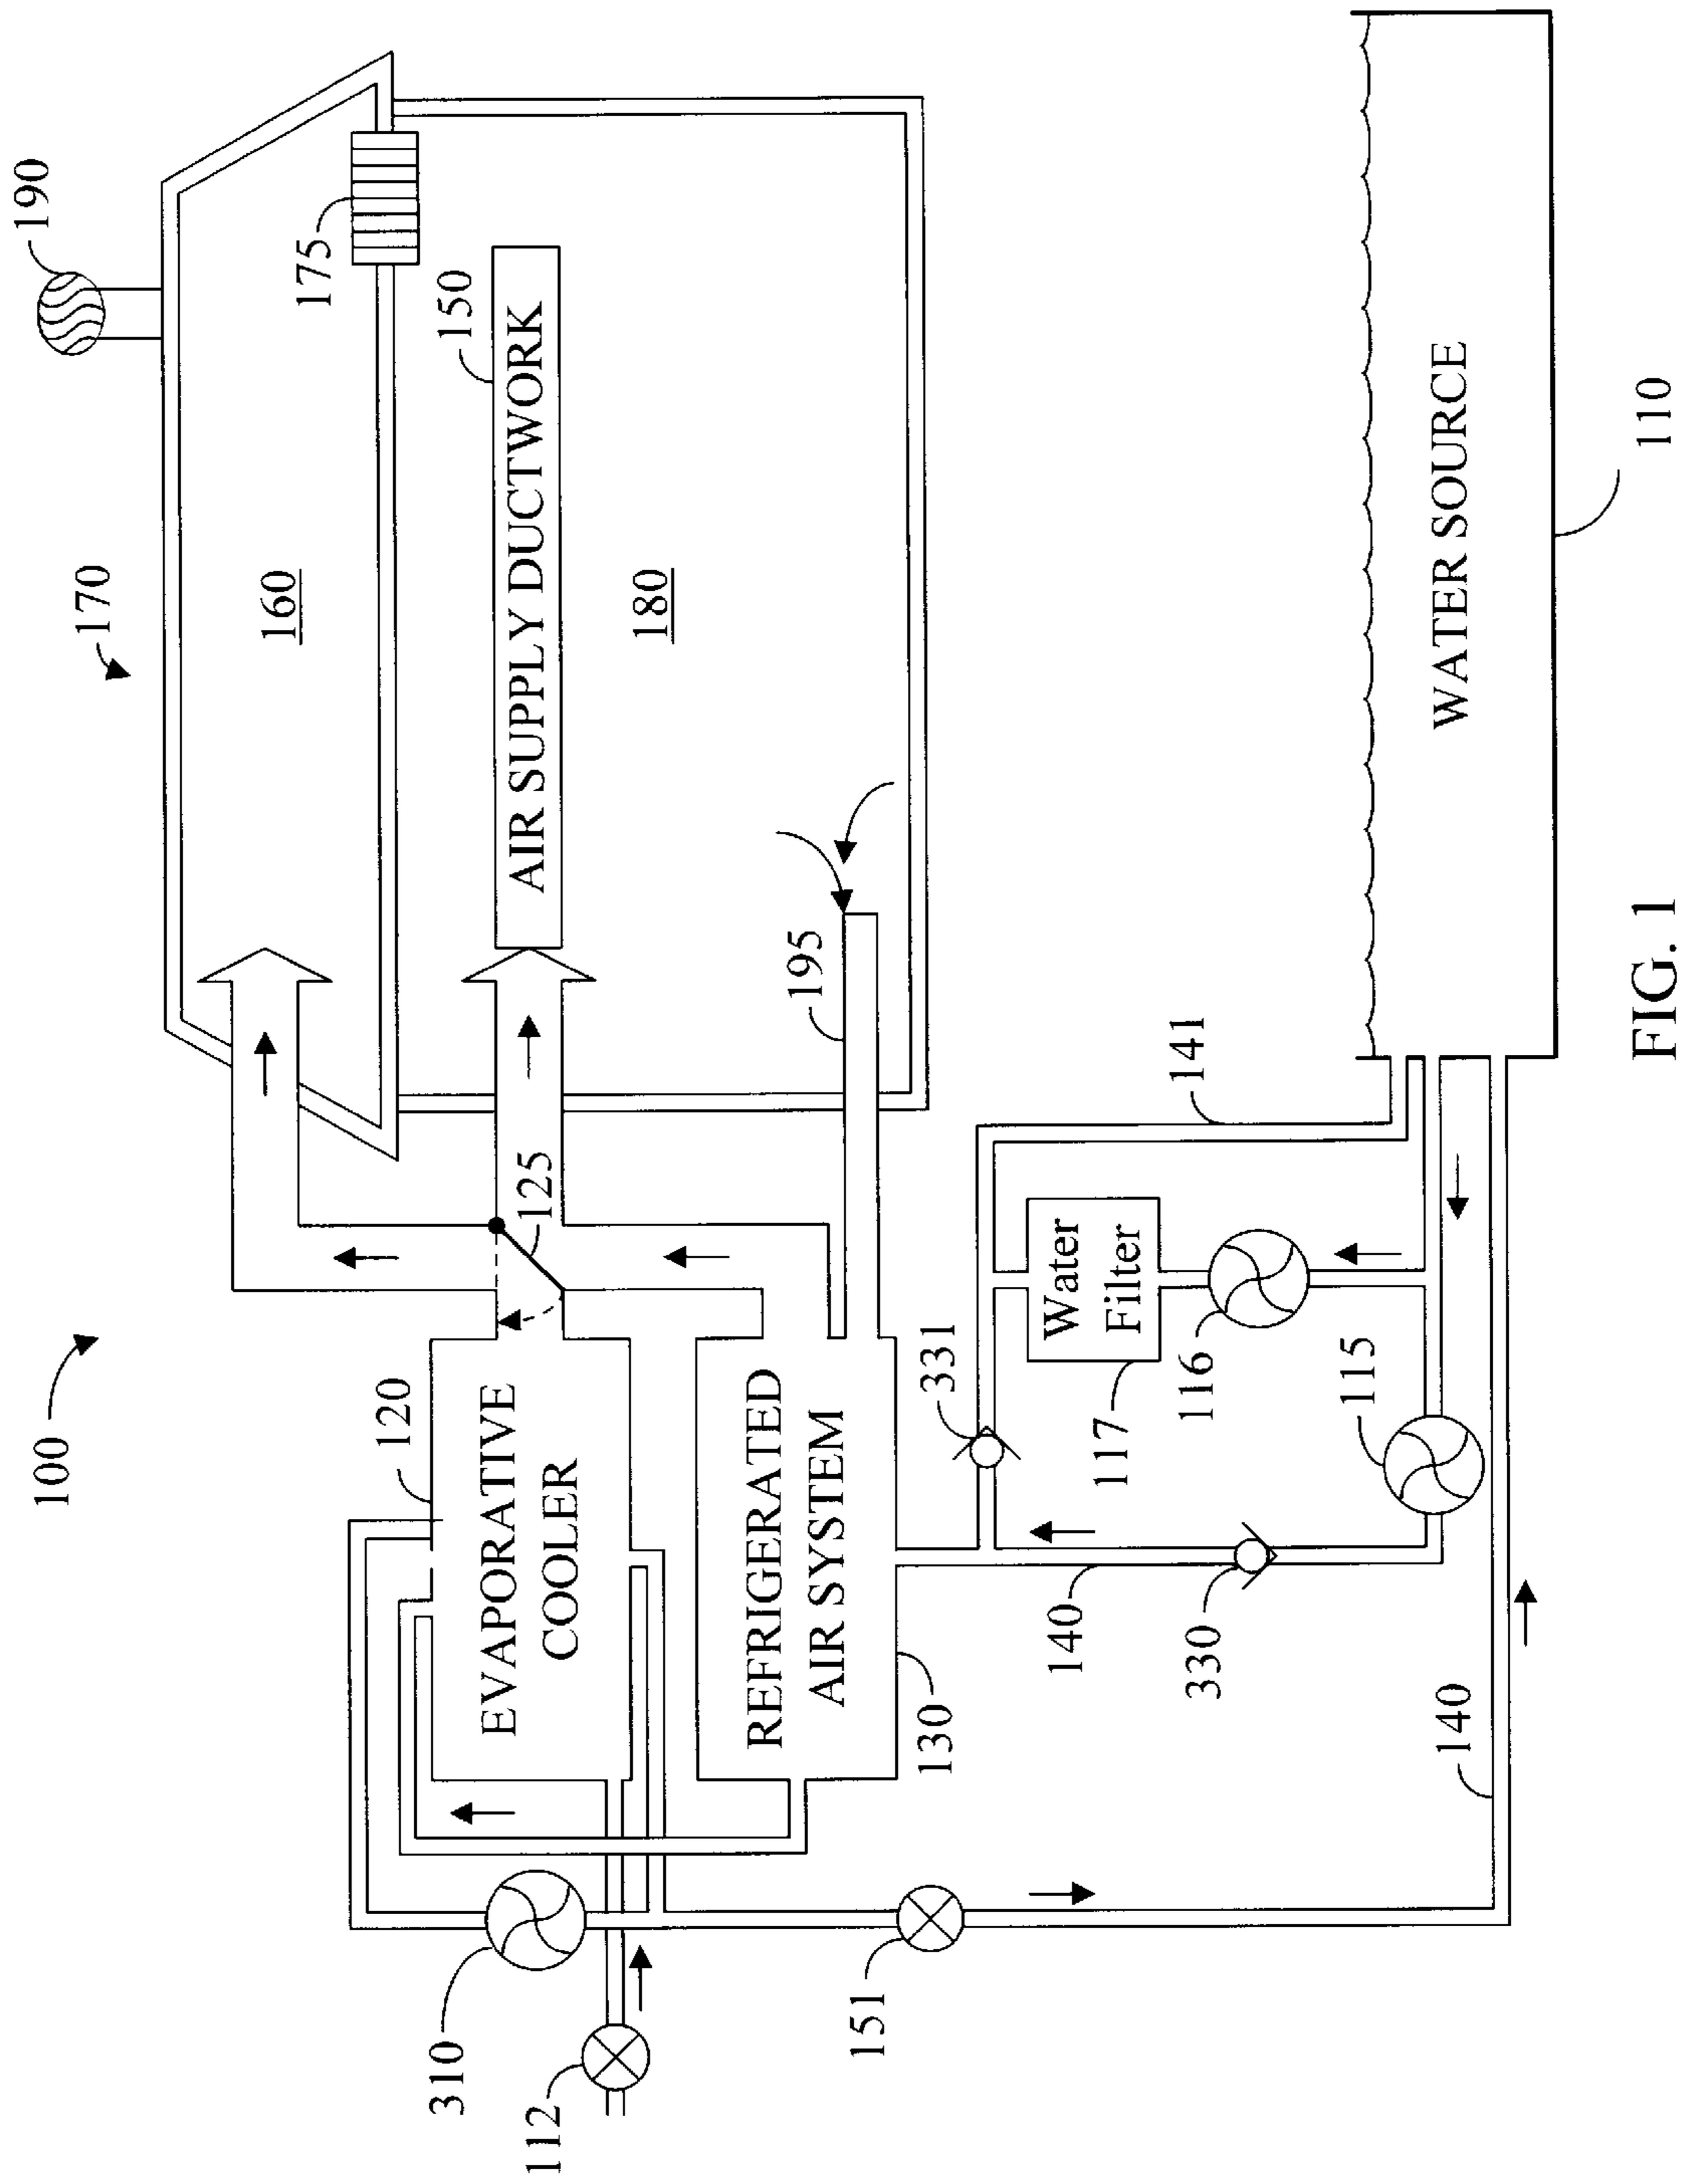 100
170
190
160
175
150
AIR SUPPLY DUCTWORK
180
195
125
120
EVAPORATIVE
COOLER
REFRIGERATED
AIR SYSTEM
130
310
112
151
331
141
Water
Filter
117
116
115
140
330
140
WATER SOURCE
110
FIG. 1